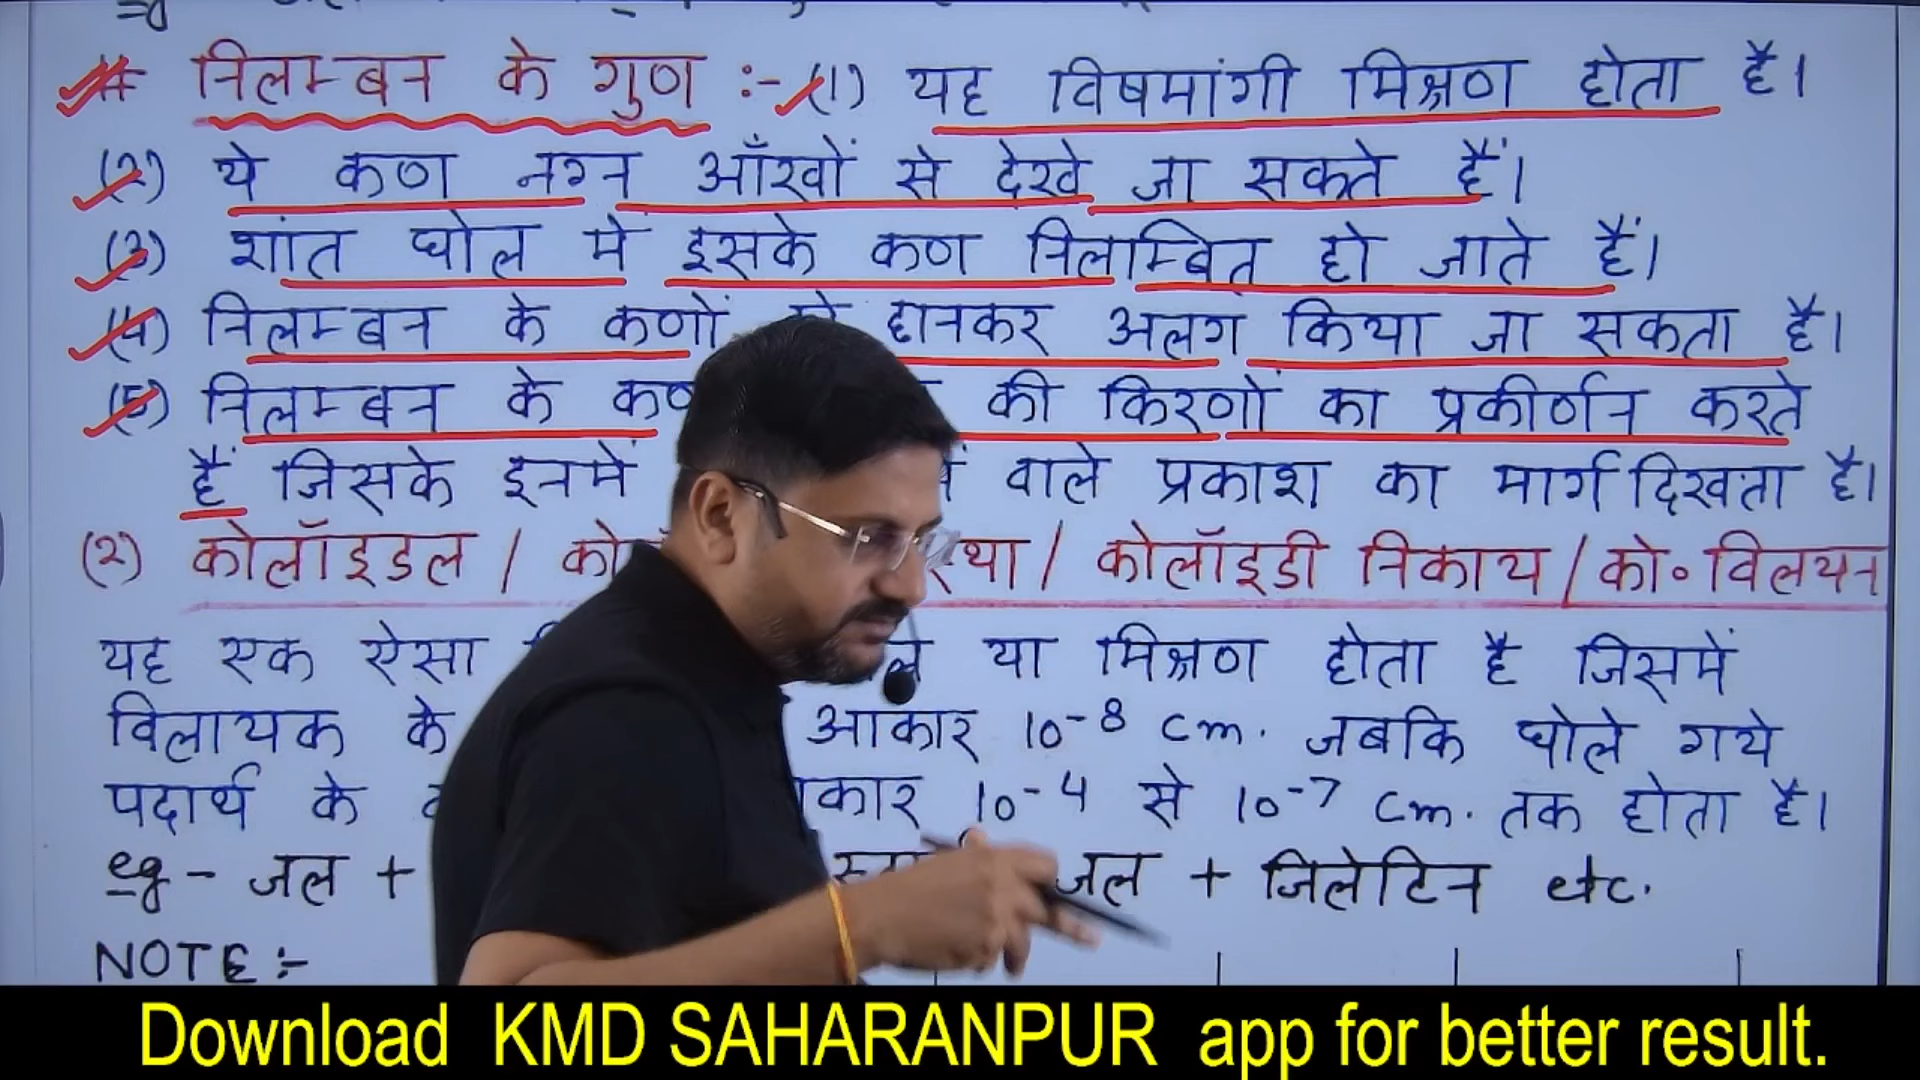 # निलम्बन के गुण :- (1) यह विषमांगी मिश्रण होता है।
(2) ये कण नग्न आँखों से देखे जा सकते हैं।
(3) शांत घोल में इसके कण निलम्बित हो जाते हैं।
(4) निलम्बन के कणों छानकर अलग किया जा सकता है।
(5) निलम्बन के की किरणों का प्रकीर्णन करते
हैं जिसके इनमें वाले प्रकाश का मार्ग दिखता है।
(२) कोलॉइडल / / कोलॉइडी निकाय / को० विलयन
यह एक ऐसा या मिश्रण होता है जिसमें
विलायक के आकार 10-8 cm. जबकि घोले गये
पदार्थ के 10-4 से 10-7 cm. तक होता है।
eg - जल + जल + जिलेटिन etc.
NOTE :-
Download KMD SAHARANPUR app for better result.